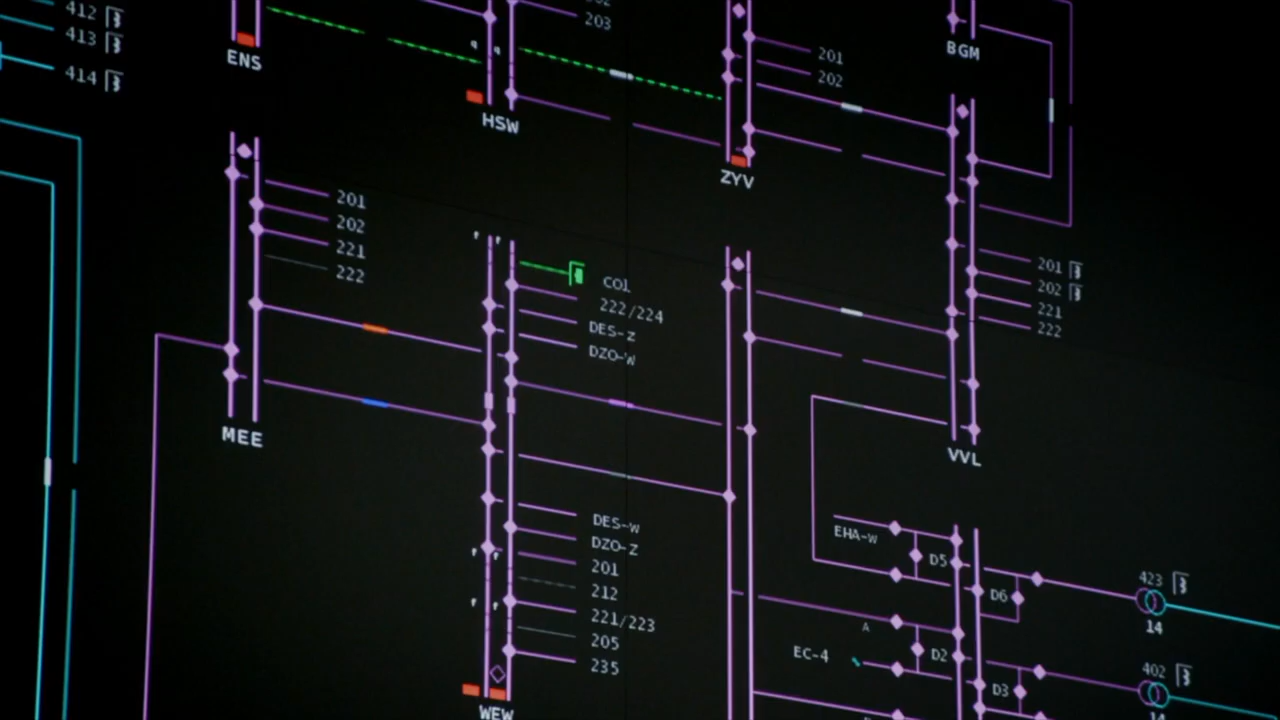 412
413
414
ENS
203
HSW
201
202
ZYV
BGM
201
202
221
222
MEE
CO1
222/224
DES-Z
DZO-W
201
202
221
222
VVL
DES-W
DZO-Z
201
212
221/223
205
235
WEW
EHA-W
D5
D6
423
14
A
EC-4
D2
D3
402